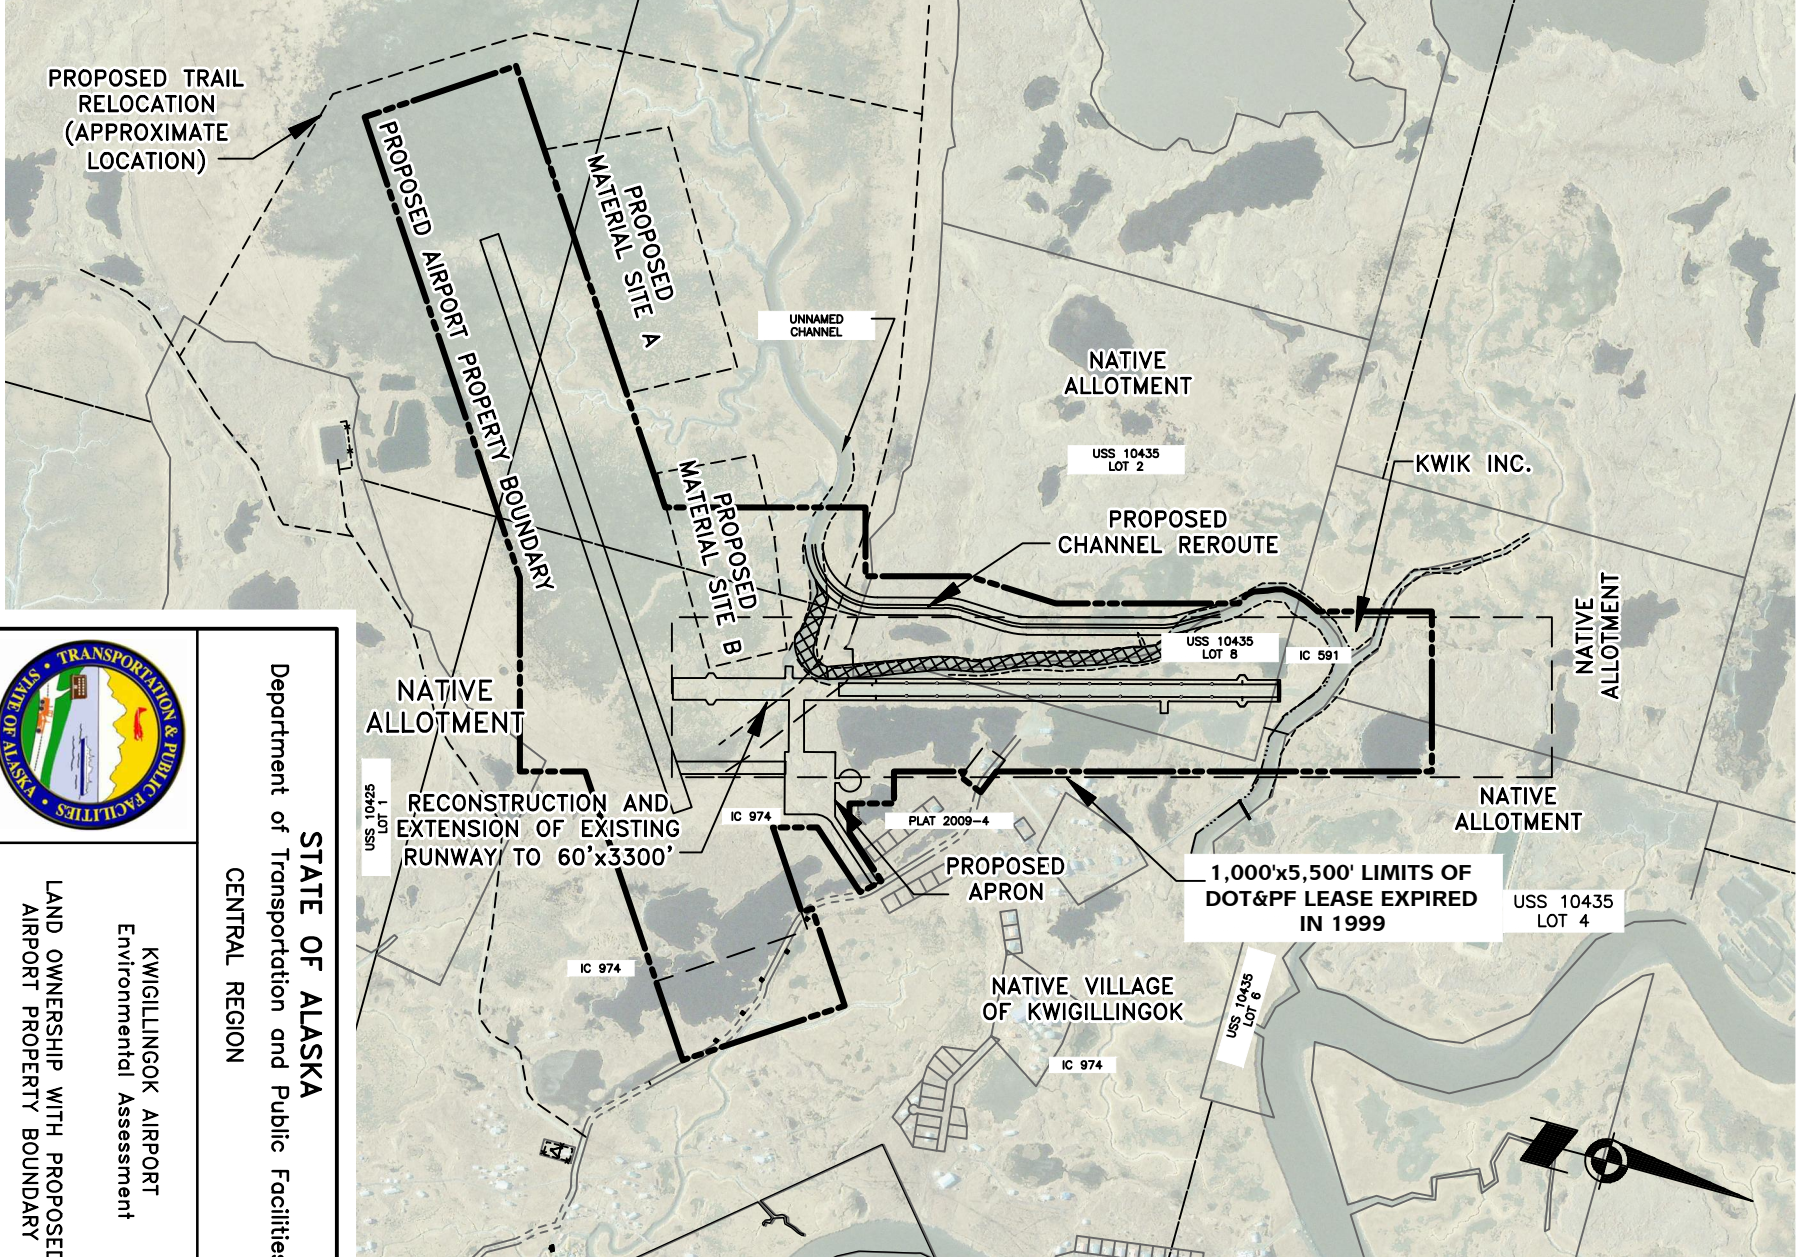 PROPOSED TRAIL
RELOCATION
(APPROXIMATE
LOCATION)
PROPOSED AIRPORT PROPERTY BOUNDARY
PROPOSED
MATERIAL SITE A
UNNAMED
CHANNEL
NATIVE
ALLOTMENT
USS 10435
LOT 2
KWIK INC.
PROPOSED
CHANNEL REROUTE
PROPOSED
MATERIAL SITE B
USS 10435
LOT 8
IC 591
NATIVE
ALLOTMENT
NATIVE
ALLOTMENT
USS 10425
LOT 1
RECONSTRUCTION AND
EXTENSION OF EXISTING
RUNWAY TO 60'x3300'
IC 974
PLAT 2009-4
PROPOSED
APRON
1,000'x5,500' LIMITS OF
DOT&PF LEASE EXPIRED
IN 1999
NATIVE
ALLOTMENT
USS 10435
LOT 4
IC 974
NATIVE VILLAGE
OF KWIGILLINGOK
USS 10435
LOT 6
IC 974
TRANSPORTATION & PUBLIC FACILITIES
STATE OF ALASKA
STATE OF ALASKA
Department of Transportation and Public Facilities
CENTRAL REGION
KWIGILLINGOK AIRPORT
Environmental Assessment
LAND OWNERSHIP WITH PROPOSED
AIRPORT PROPERTY BOUNDARY